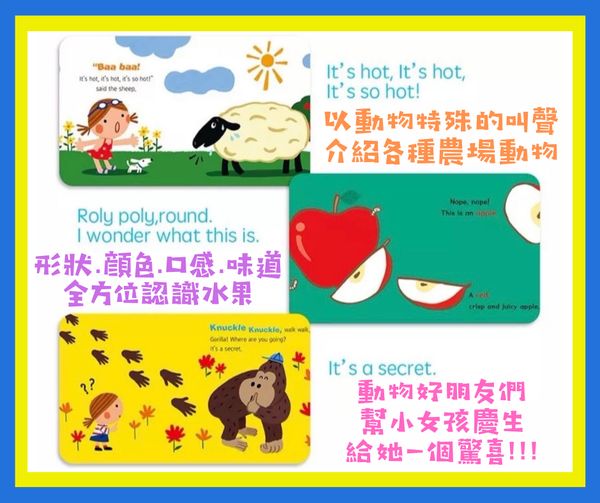 "Baa baa!
It's hot, it's hot, it's so hot!"
said the sheep.
It's hot, It's hot,
It's so hot!
以動物特殊的叫聲
介紹各種農場動物
Roly poly,round.
I wonder what this is.
形狀.顏色.口感.味道
全方位認識水果
Nope, nope!
This is an apple.
A red,
crisp and juicy apple.
Knuckle Knuckle, walk walk,
Gorilla! Where are you going?
It's a secret.
??
It's a secret.
動物好朋友們
幫小女孩慶生
給她一個驚喜!!!